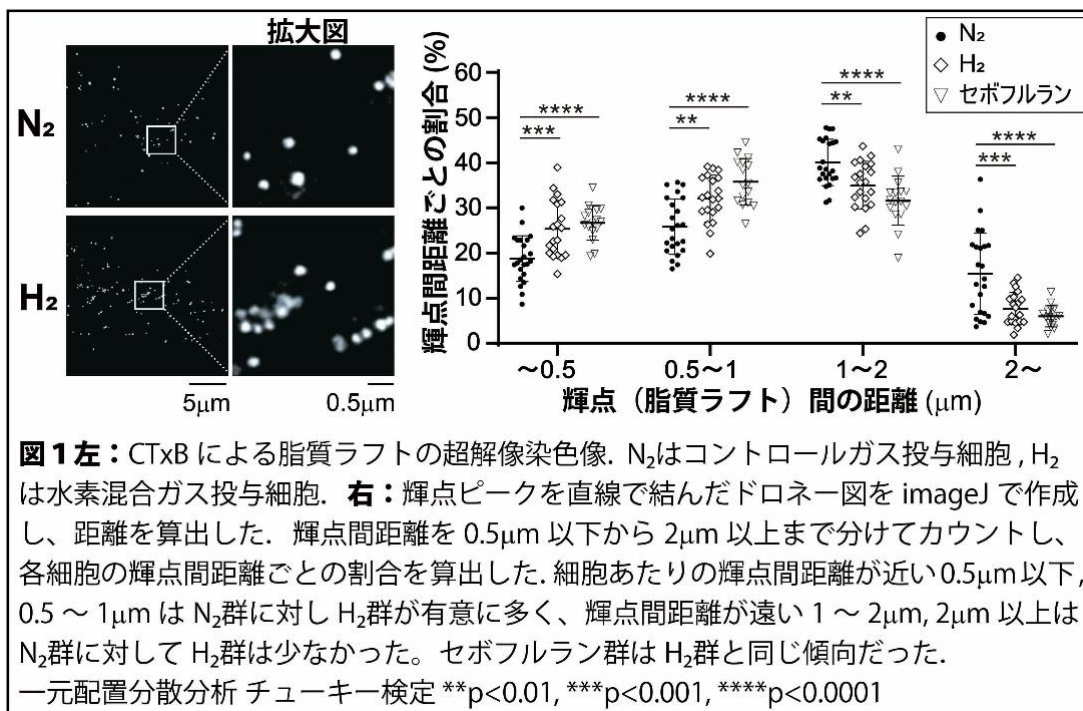 拡大図
N₂
H₂
5μm
0.5μm
輝点間距離ごとの割合 (%)
60
50
40
30
20
10
0
**** 
***
****
**
****
**
****
***
N₂
H₂
セボフルラン
～0.5
0.5～1
1～2
2～
輝点（脂質ラフト）間の距離 (μm)
図1左：CTxB による脂質ラフトの超解像染色像. N₂はコントロールガス投与細胞 , H₂
は水素混合ガス投与細胞. 右：輝点ピークを直線で結んだドロネー図を imageJ で作成
し、距離を算出した. 輝点間距離を 0.5μm 以下から 2μm 以上まで分けてカウントし、
各細胞の輝点間距離ごとの割合を算出した. 細胞あたりの輝点間距離が近い 0.5μm 以下,
0.5 ～ 1μm は N₂群に対し H₂群が有意に多く、輝点間距離が遠い 1 ～ 2μm, 2μm 以上は
N₂群に対して H₂群は少なかった。セボフルラン群は H₂群と同じ傾向だった.
一元配置分散分析 チューキー検定 **p<0.01, ***p<0.001, ****p<0.0001